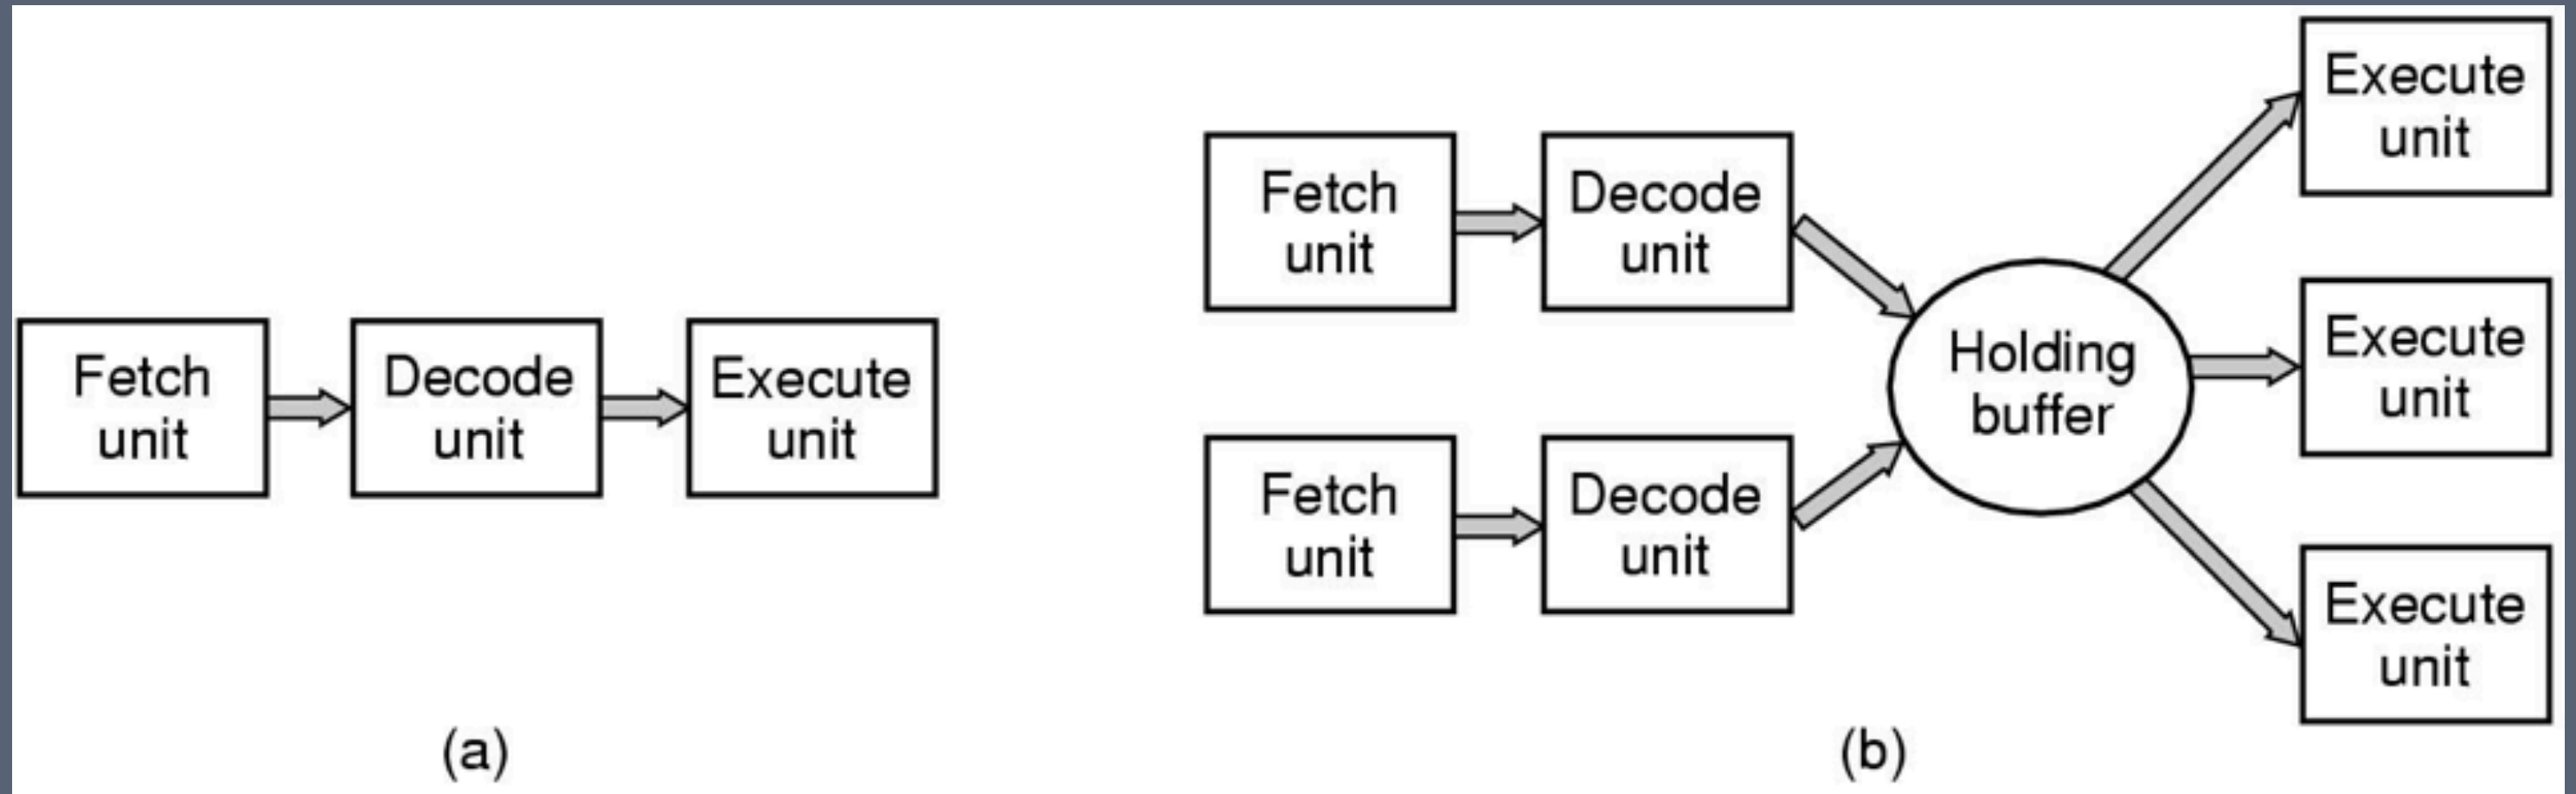 Fetch
unit
Decode
unit
Execute
unit
(a)
Fetch
unit
Decode
unit
Fetch
unit
Decode
unit
Holding
buffer
Execute
unit
Execute
unit
Execute
unit
(b)